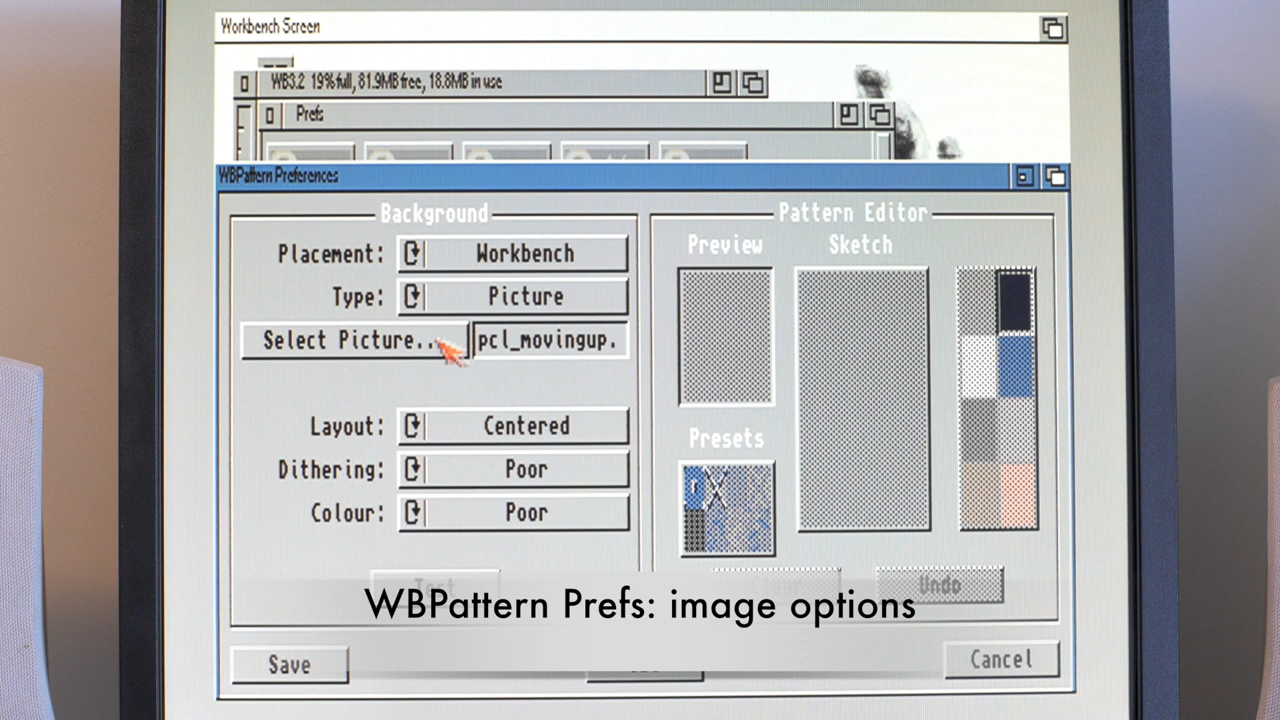 Workbench Screen
WB3.2 19% full, 81.9MB free, 18.8MB in use
Prefs
WBPattern Preferences
Background
Placement: Workbench
Type: Picture
Select Picture... pcl_movingup.
Layout: Centered
Dithering: Poor
Colour: Poor
Test
Pattern Editor
Preview Sketch
Presets
Clear Undo
WBPattern Prefs: image options
Save
Cancel